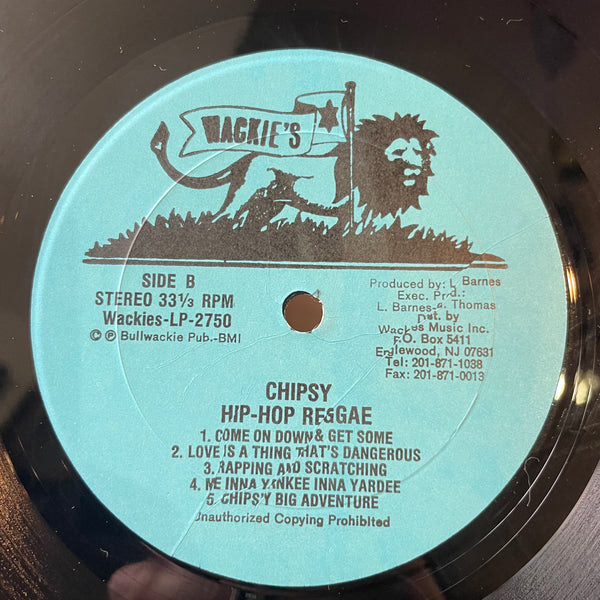 WACKIE'S
SIDE B
STEREO 33⅓ RPM
Wackies-LP-2750
© ℗ Bullwackie Pub.-BMI
Produced by: L. Barnes
Exec. Prd.:
L. Barnes- . Thomas
Dist. by
Wackies Music Inc.
P.O. Box 5411
Englewood, NJ 07631
Tel: 201-871-1038
Fax: 201-871-0013
CHIPSY
HIP-HOP REGGAE
1. COME ON DOWN & GET SOME
2. LOVE IS A THING THAT'S DANGEROUS
3. RAPPING AND SCRATCHING
4. ME INNA YANKEE INNA YARDEE
5. CHIPSY BIG ADVENTURE
Unauthorized Copying Prohibited